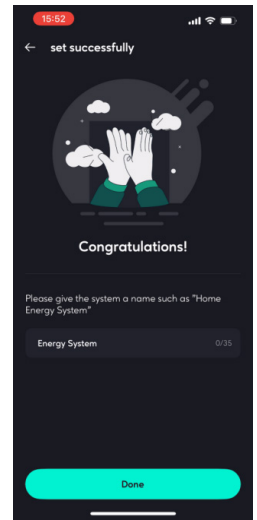 15:52
set successfully
Congratulations!
Please give the system a name such as "Home
Energy System"
Energy System 0/35
Done